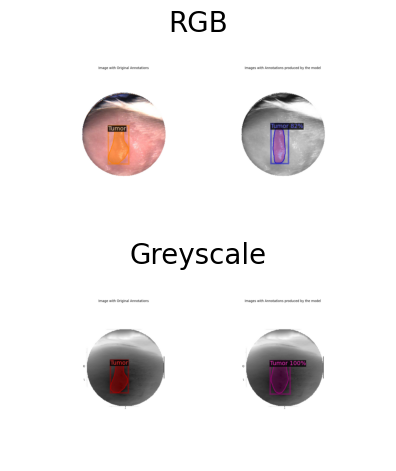 RGB
Image with Original Annotations
Images with Annotations produced by the model
Tumor
Tumor 82%
Greyscale
Image with Original Annotations
Images with Annotations produced by the model
Tumor
Tumor 100%